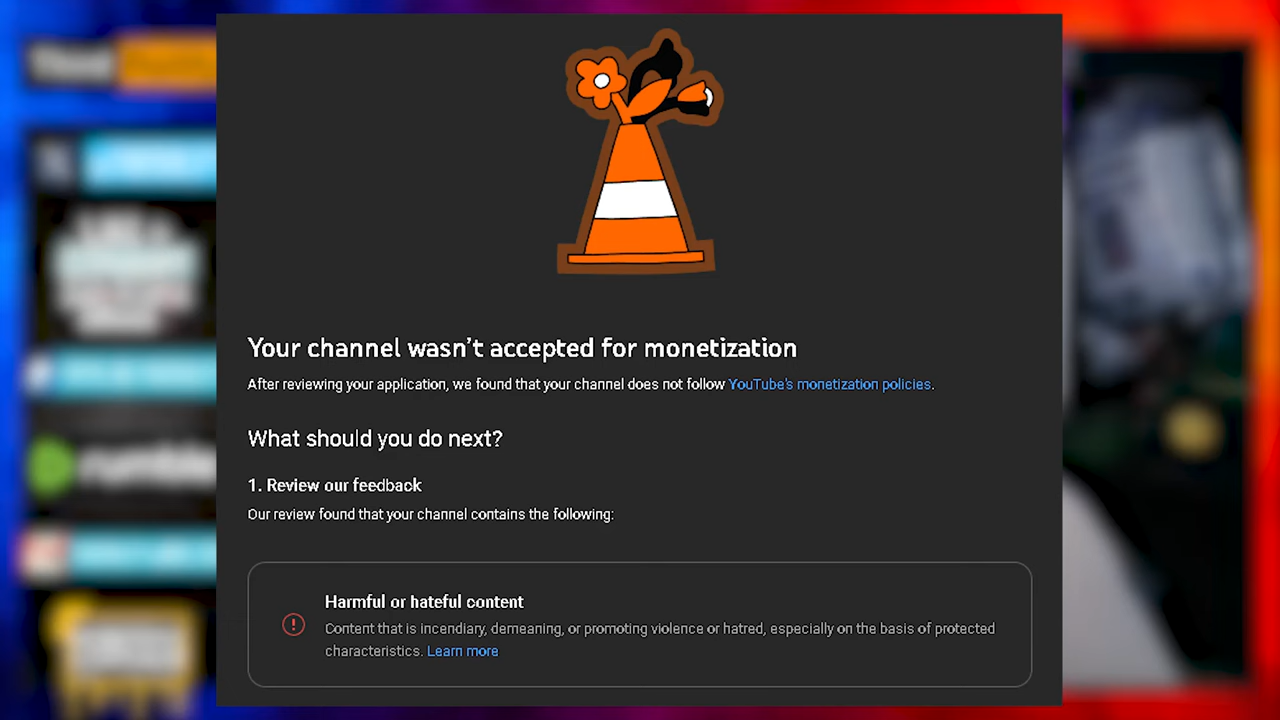 Your channel wasn't accepted for monetization
After reviewing your application, we found that your channel does not follow YouTube's monetization policies.
What should you do next?
1. Review our feedback
Our review found that your channel contains the following:
Harmful or hateful content
Content that is incendiary, demeaning, or promoting violence or hatred, especially on the basis of protected
characteristics. Learn more
rumble